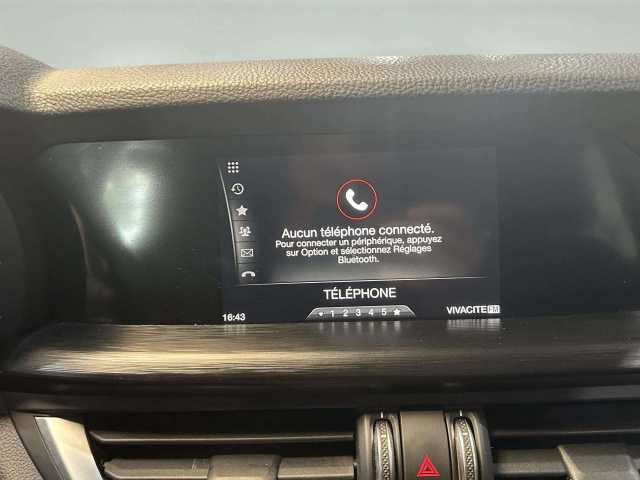 Aucun téléphone connecté.
Pour connecter un périphérique, appuyez
sur Option et sélectionnez Réglages
Bluetooth.
TÉLÉPHONE
16:43
1 2 3 4 5
VIVACITE FM